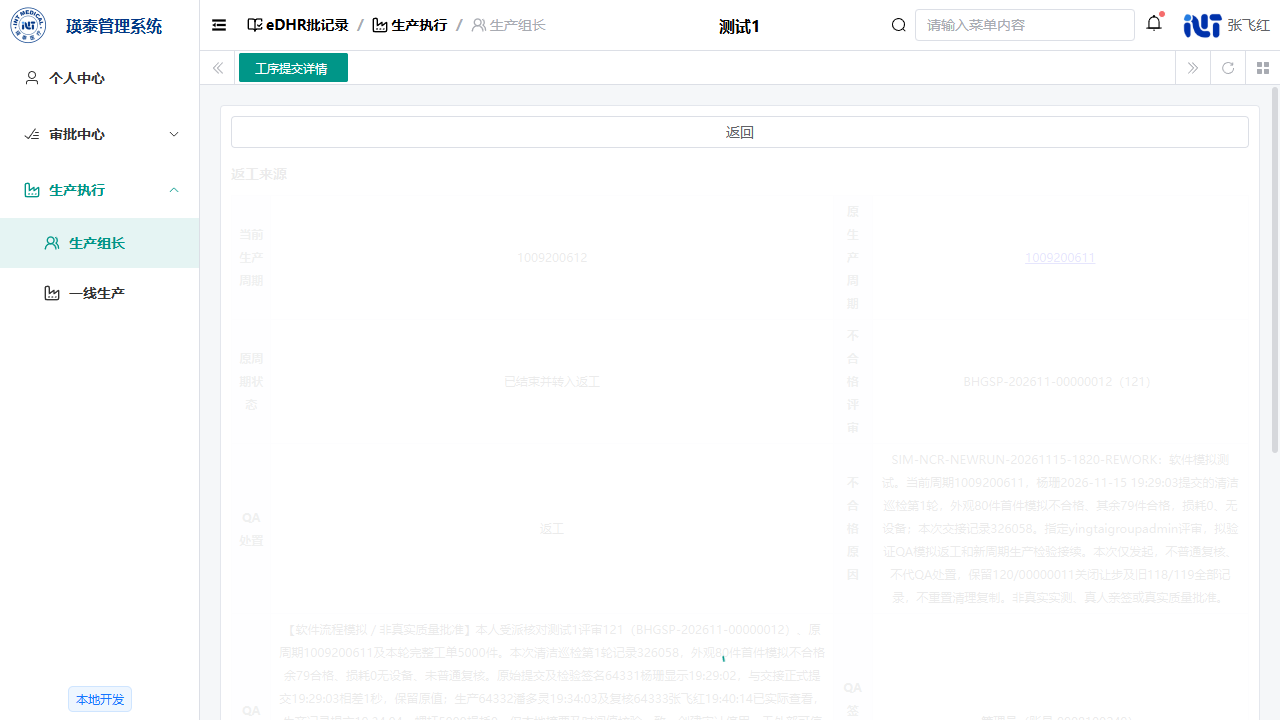 瑛泰管理系统
eDHR批记录 / 生产执行 / 生产组长
测试1
请输入菜单内容
张飞红
个人中心
审批中心
生产执行
生产组长
一线生产
本地开发
工序提交详情
返回
返工来源
当前生产周期
1009200612
原生产周期
1009200611
原周期状态
已结束并转入返工
不合格评审
BHGSP-202611-00000012（121）
QA处置
返工
不合格原因
SIM-NCR-NEWRUN-20261115-1820-REWORK：软件模拟测
试。当前周期1009200611，杨珊2026-11-15 19:29:03提交的清洁
巡检第1轮，外观80件首件模拟不合格、其余79件合格，损耗0、无
设备；本次交接记录326058。指定yingtaigroupadmin评审，拟验
证QA模拟返工和新周期生产检验接续。本次仅发起，不普通复核、
不代QA处置，保留120/00000011关闭让步及旧118/119全部记
录，不重置清理复制。非真实实测、真人亲签或真实质量批准。
【软件流程模拟 / 非真实质量批准】本人受派核对测试1评审121（BHGSP-202611-00000012）、原
周期1009200611及本轮完整工单5000件。本次清洁巡检第1轮记录326058，外观80件首件模拟不合格
余79合格、损耗0无设备，未普通复核。原始提交及检验签名64331杨珊显示19:29:02，与交接正式提
交19:29:03相差1秒，保留原值；生产64332潘多灵19:34:03及复核64333张飞红19:40:14已实际查看，
QA
QA签